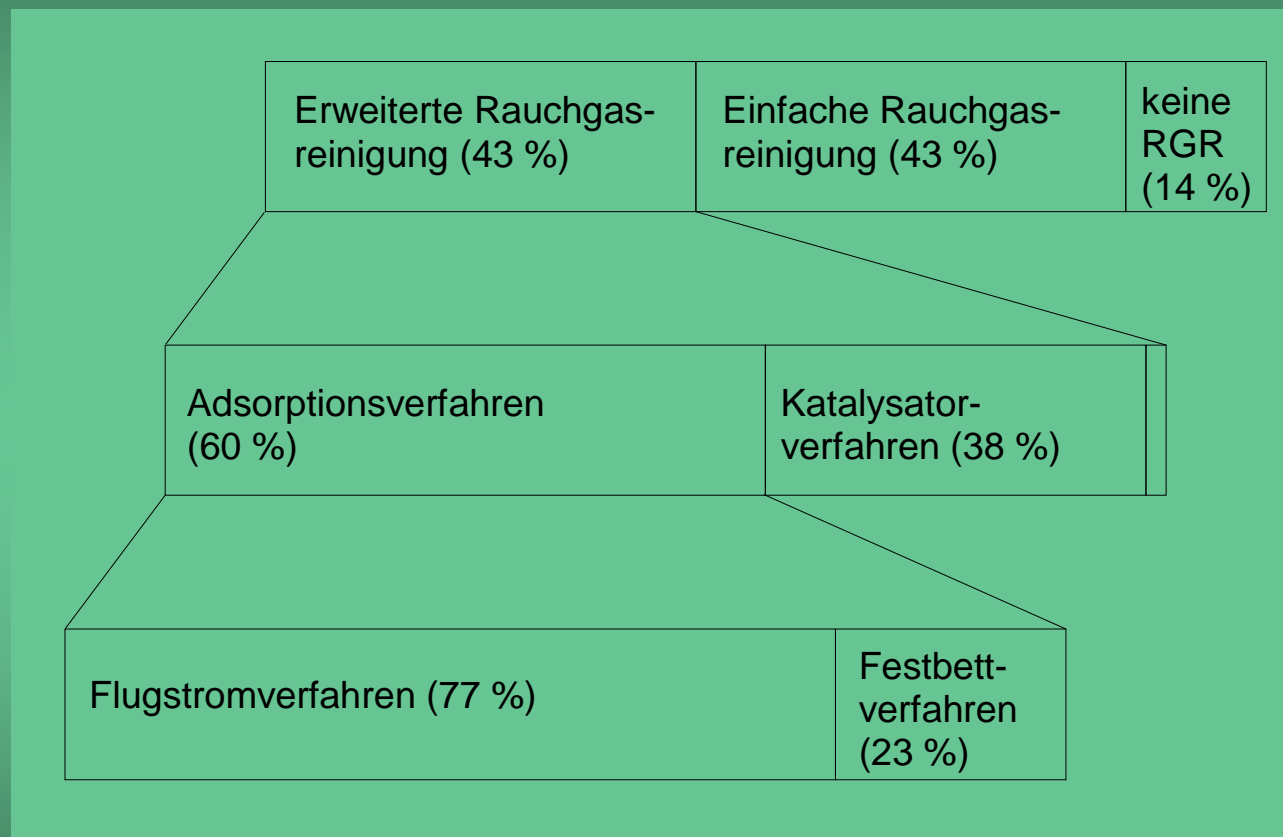 Erweiterte Rauchgas-
reinigung (43 %)
Einfache Rauchgas-
reinigung (43 %)
keine
RGR
(14 %)
Adsorptionsverfahren
(60 %)
Katalysator-
verfahren (38 %)
Flugstromverfahren (77 %)
Festbett-
verfahren
(23 %)